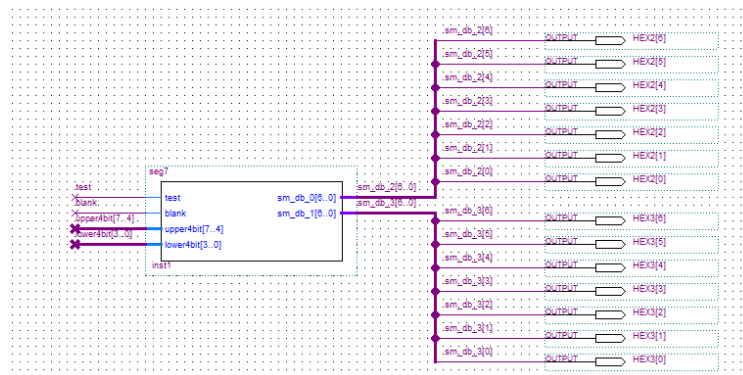 .sm_db_2[6] OUTPUT HEX2[6]
.sm_db_2[5] OUTPUT HEX2[5]
.sm_db_2[4] OUTPUT HEX2[4]
.sm_db_2[3] OUTPUT HEX2[3]
.sm_db_2[2] OUTPUT HEX2[2]
.sm_db_2[1] OUTPUT HEX2[1]
.sm_db_2[0] OUTPUT HEX2[0]
seg7
.test
test
sm_db_0[6..0]
sm_db_2[6..0]
.blank
blank
sm_db_1[6..0]
sm_db_3[6..0]
.upper4bit[7..4]
upper4bit[7..4]
.lower4bit[3..0]
lower4bit[3..0]
inst1
.sm_db_3[6] OUTPUT HEX3[6]
.sm_db_3[5] OUTPUT HEX3[5]
.sm_db_3[4] OUTPUT HEX3[4]
.sm_db_3[3] OUTPUT HEX3[3]
.sm_db_3[2] OUTPUT HEX3[2]
.sm_db_3[1] OUTPUT HEX3[1]
.sm_db_3[0] OUTPUT HEX3[0]